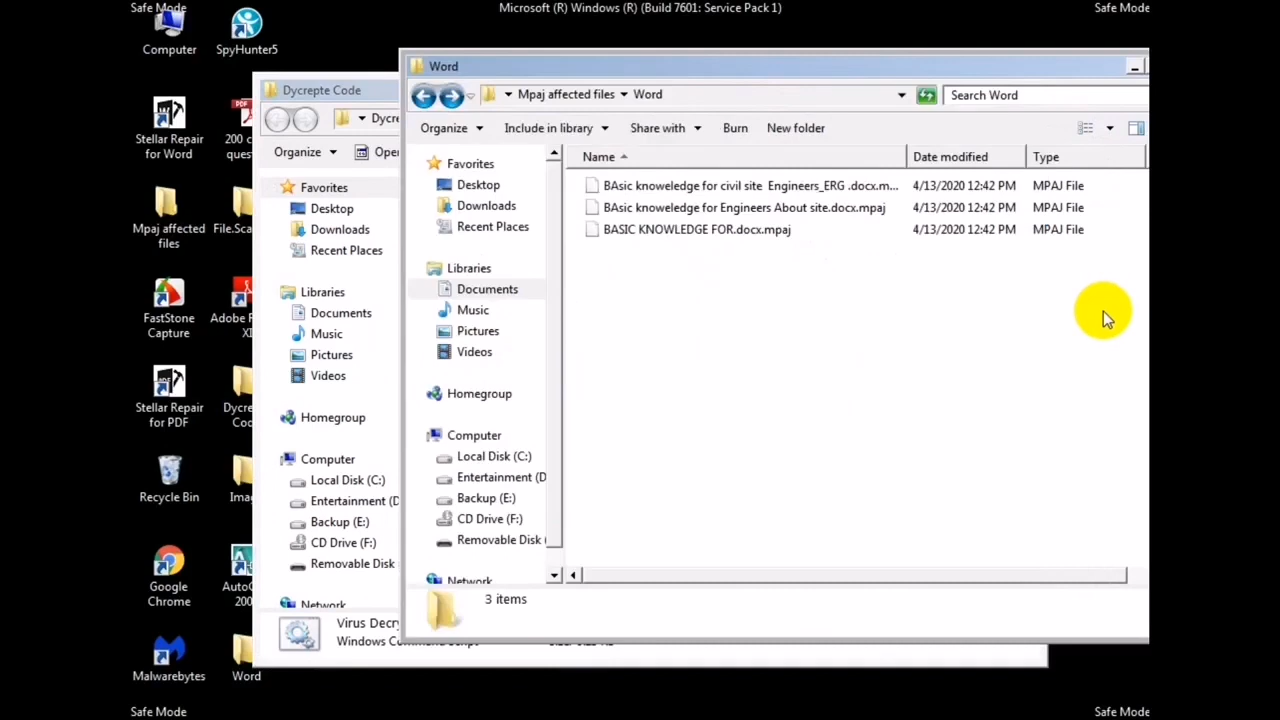 Safe Mode
Microsoft (R) Windows (R) (Build 7601: Service Pack 1)
Safe Mode
Computer
SpyHunter5
Stellar Repair
for Word
200 c
quest
Mpaj affected
files
File.Sca
FastStone
Capture
Adobe
XI
Stellar Repair
for PDF
Dycre
Co
Recycle Bin
Ima
Google
Chrome
Auto
200
Malwarebytes
Word
Dycrepte Code
Dycre
Organize
Ope
Favorites
Desktop
Downloads
Recent Places
Libraries
Documents
Music
Pictures
Videos
Homegroup
Computer
Local Disk (C:)
Entertainment (D
Backup (E:)
CD Drive (F:)
Removable Disk
Network
Virus Decry
Windows Command Script
Word
Mpaj affected files
Word
Search Word
Organize
Include in library
Share with
Burn
New folder
Favorites
Desktop
Downloads
Recent Places
Libraries
Documents
Music
Pictures
Videos
Homegroup
Computer
Local Disk (C:)
Entertainment (D
Backup (E:)
CD Drive (F:)
Removable Disk
Network
Name
Date modified
Type
BAsic knoweledge for civil site Engineers_ERG .docx.m...
4/13/2020 12:42 PM
MPAJ File
BAsic knoweledge for Engineers About site.docx.mpaj
4/13/2020 12:42 PM
MPAJ File
BASIC KNOWLEDGE FOR.docx.mpaj
4/13/2020 12:42 PM
MPAJ File
3 items
Safe Mode
Safe Mode